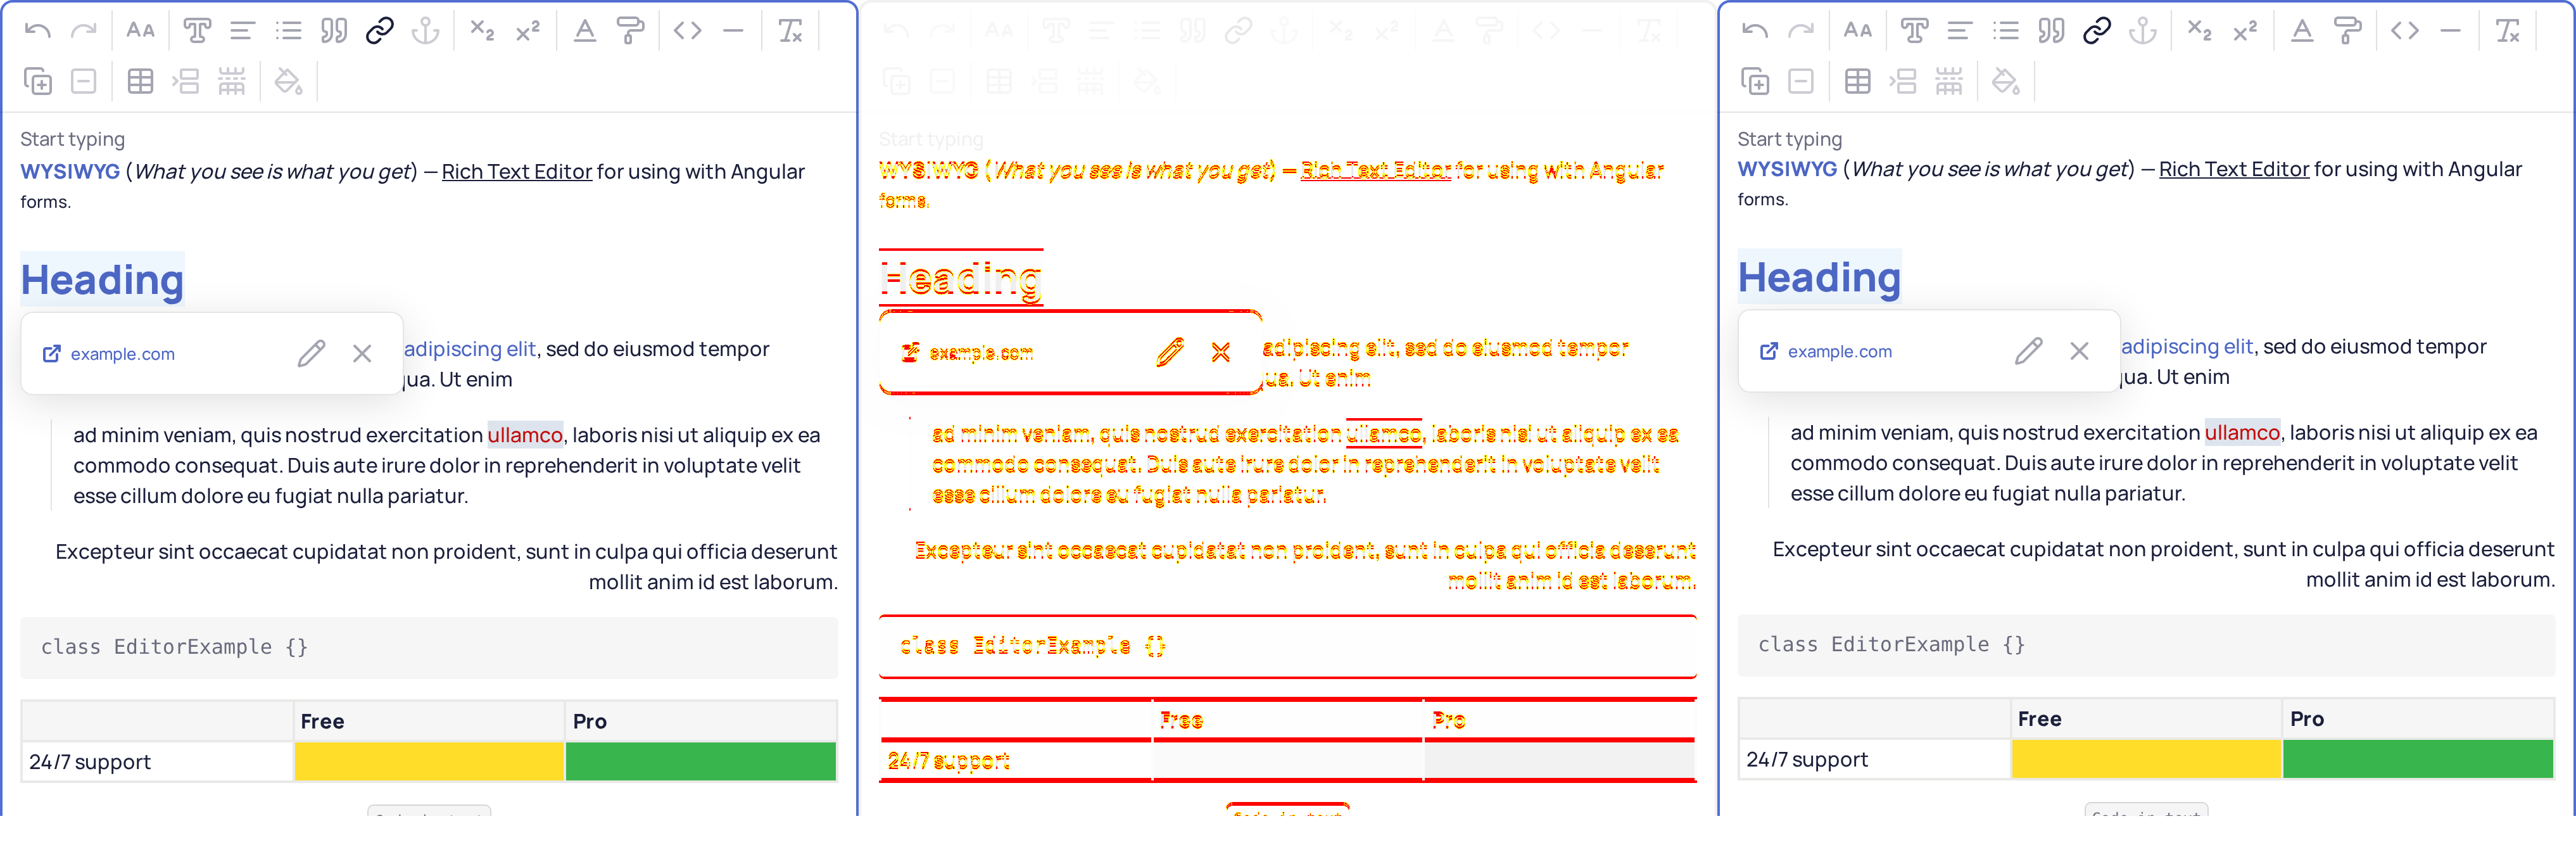 Start typing
WYSIWYG (What you see is what you get) — Rich Text Editor for using with Angular
forms.
Heading
example.com
adipiscing elit, sed do eiusmod tempor
qua. Ut enim
ad minim veniam, quis nostrud exercitation ullamco, laboris nisi ut aliquip ex ea
commodo consequat. Duis aute irure dolor in reprehenderit in voluptate velit
esse cillum dolore eu fugiat nulla pariatur.
Excepteur sint occaecat cupidatat non proident, sunt in culpa qui officia deserunt
mollit anim id est laborum.
class EditorExample {}
Free Pro
24/7 support
Start typing
WYSIWYG (What you see is what you get) — Rich Text Editor for using with Angular
forms.
Heading
example.com
adipiscing elit, sed do eiusmod tempor
qua. Ut enim
ad minim veniam, quis nostrud exercitation ullamco, laboris nisi ut aliquip ex ea
commodo consequat. Duis aute irure dolor in reprehenderit in voluptate velit
esse cillum dolore eu fugiat nulla pariatur.
Excepteur sint occaecat cupidatat non proident, sunt in culpa qui officia deserunt
mollit anim id est laborum.
class EditorExample {}
Free Pro
24/7 support
Code in text
Start typing
WYSIWYG (What you see is what you get) — Rich Text Editor for using with Angular
forms.
Heading
example.com
adipiscing elit, sed do eiusmod tempor
qua. Ut enim
ad minim veniam, quis nostrud exercitation ullamco, laboris nisi ut aliquip ex ea
commodo consequat. Duis aute irure dolor in reprehenderit in voluptate velit
esse cillum dolore eu fugiat nulla pariatur.
Excepteur sint occaecat cupidatat non proident, sunt in culpa qui officia deserunt
mollit anim id est laborum.
class EditorExample {}
Free Pro
24/7 support
Code in text